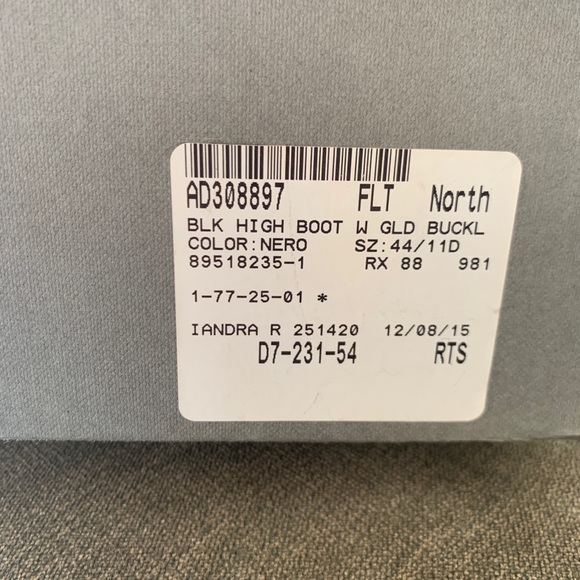 AD308897 FLT North
BLK HIGH BOOT W GLD BUCKL
COLOR:NERO SZ:44/11D
89518235-1 RX 88 981
1-77-25-01 *
IANDRA R 251420 12/08/15
D7-231-54 RTS